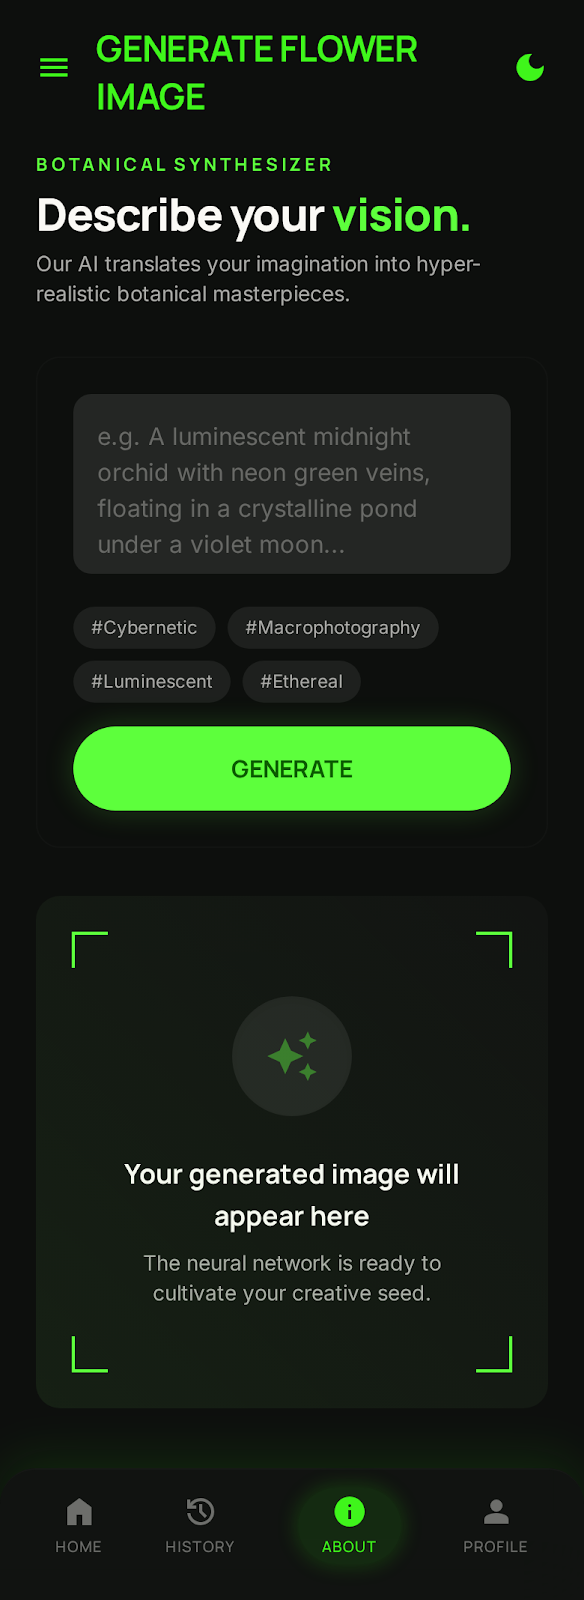 GENERATE FLOWER
IMAGE
BOTANICAL SYNTHESIZER
Describe your vision.
Our AI translates your imagination into hyper-
realistic botanical masterpieces.
e.g. A luminescent midnight
orchid with neon green veins,
floating in a crystalline pond
under a violet moon...
#Cybernetic #Macrophotography
#Luminescent #Ethereal
GENERATE
Your generated image will
appear here
The neural network is ready to
cultivate your creative seed.
HOME HISTORY ABOUT PROFILE